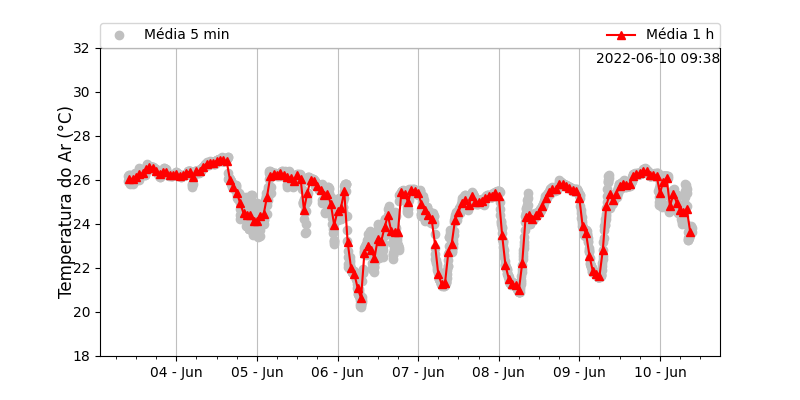 Média 5 min
Média 1 h
2022-06-10 09:38
Temperatura do Ar (°C)
32
30
28
26
24
22
20
18
04 - Jun
05 - Jun
06 - Jun
07 - Jun
08 - Jun
09 - Jun
10 - Jun